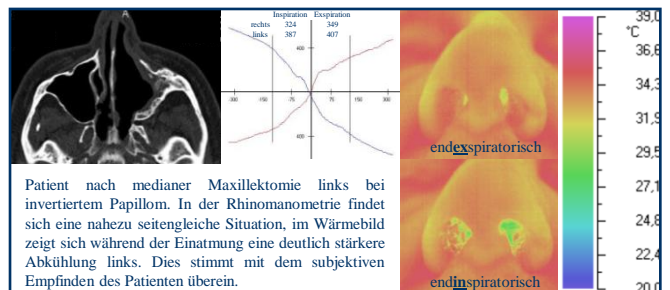 A
Inspiration Exspiration
rechts 324 349
links 387 407
400
-300 -150 150 300
400
endexspiratorisch
endinspiratorisch
39,0
°C
36,6
34,3
31,9
29,5
27,1
24,8
22,4
20,0
Patient nach medianer Maxillektomie links bei
invertiertem Papillom. In der Rhinomanometrie findet
sich eine nahezu seitengleiche Situation, im Wärmebild
zeigt sich während der Einatmung eine deutlich stärkere
Abkühlung links. Dies stimmt mit dem subjektiven
Empfinden des Patienten überein.